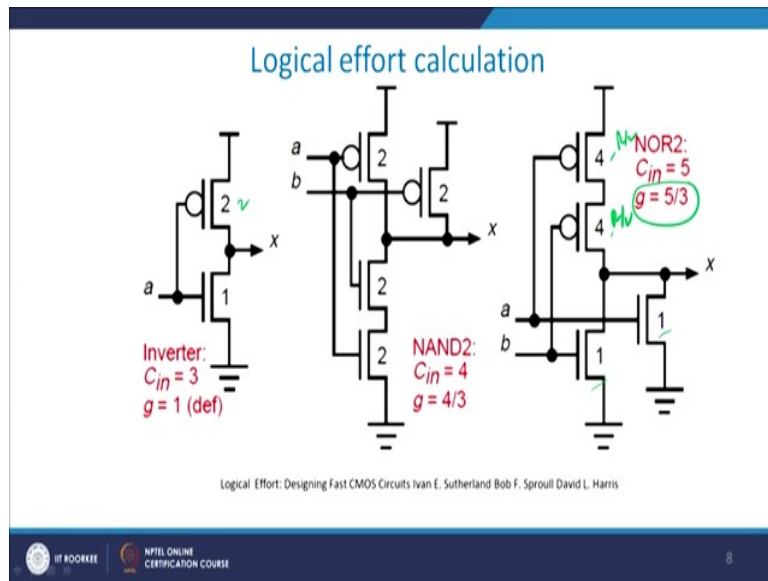 Logical effort calculation
a
2
1
x
Inverter:
Cin = 3
g = 1 (def)
a
b
2
2
x
2
2
NAND2:
Cin = 4
g = 4/3
4
4
NOR2:
Cin = 5
g = 5/3
x
a
b
1
1
Logical Effort: Designing Fast CMOS Circuits Ivan E. Sutherland Bob F. Sproull David L. Harris
IIT ROORKEE
NPTEL ONLINE
CERTIFICATION COURSE
8